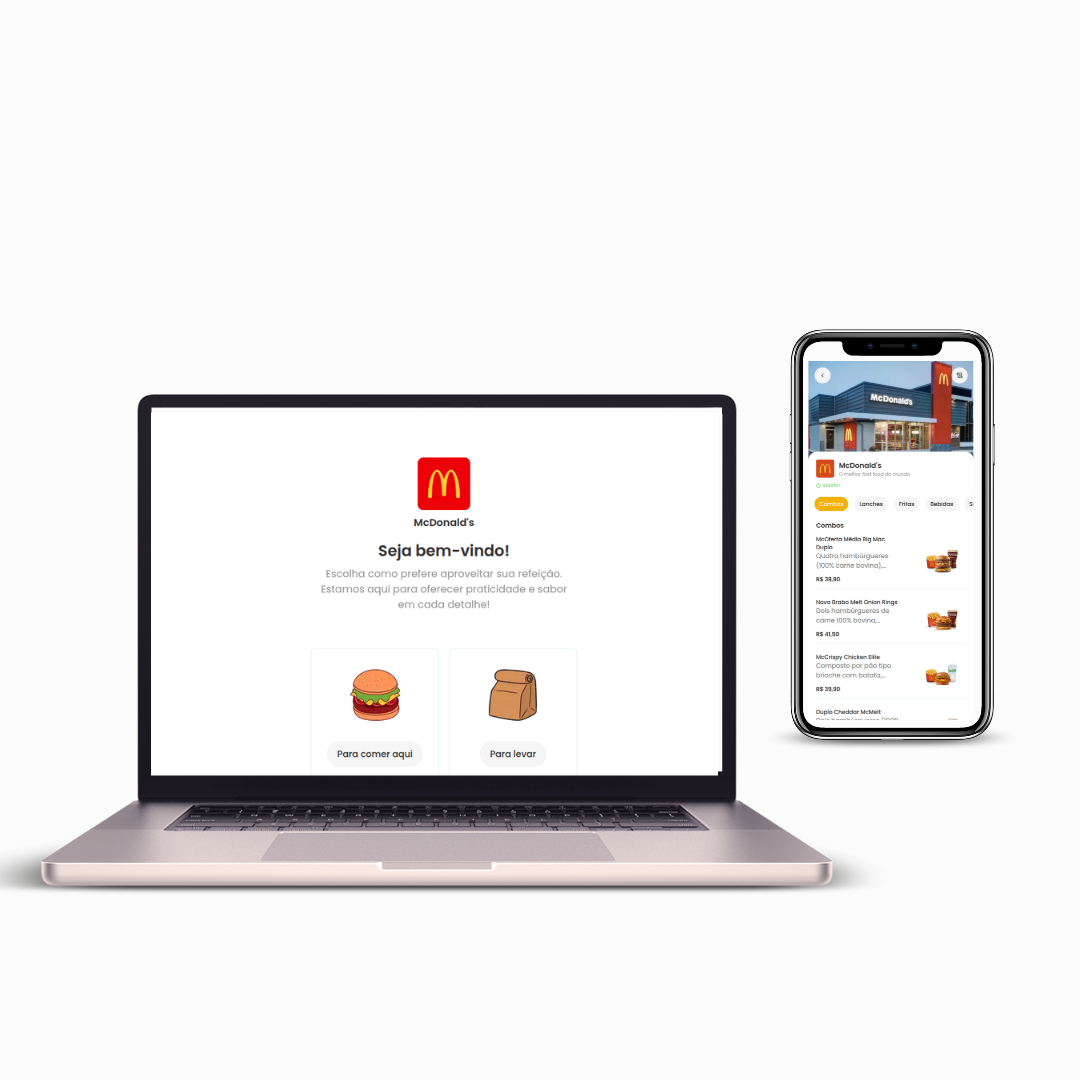 McDonald's
Seja bem-vindo!
Escolha como prefere aproveitar sua refeição.
Estamos aqui para oferecer praticidade e sabor
em cada detalhe!
Para comer aqui
Para levar
McDonald's
McDonald's
O melhor fast food do mundo
Aberto!
Combos
Lanches
Fritas
Bebidas
S
Combos
McOferta Média Big Mac
Duplo
Quatro hambúrgueres
(100% carne bovina),...
R$ 39,90
Novo Brabo Melt Onion Rings
Dois hambúrgueres de
carne 100% bovina,...
R$ 41,50
McCrispy Chicken Elite
Composto por pão tipo
brioche com batata,...
R$ 39,90
Duplo Cheddar McMelt